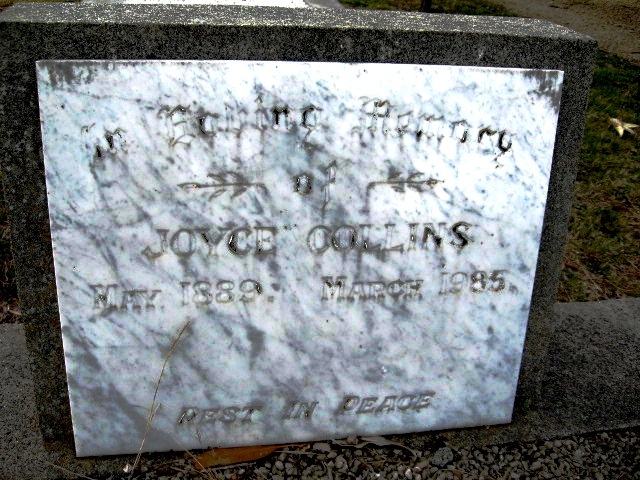 In Loving Memory
of
JOYCE COLLINS
MAY 1889. MARCH 1985.
REST IN PEACE